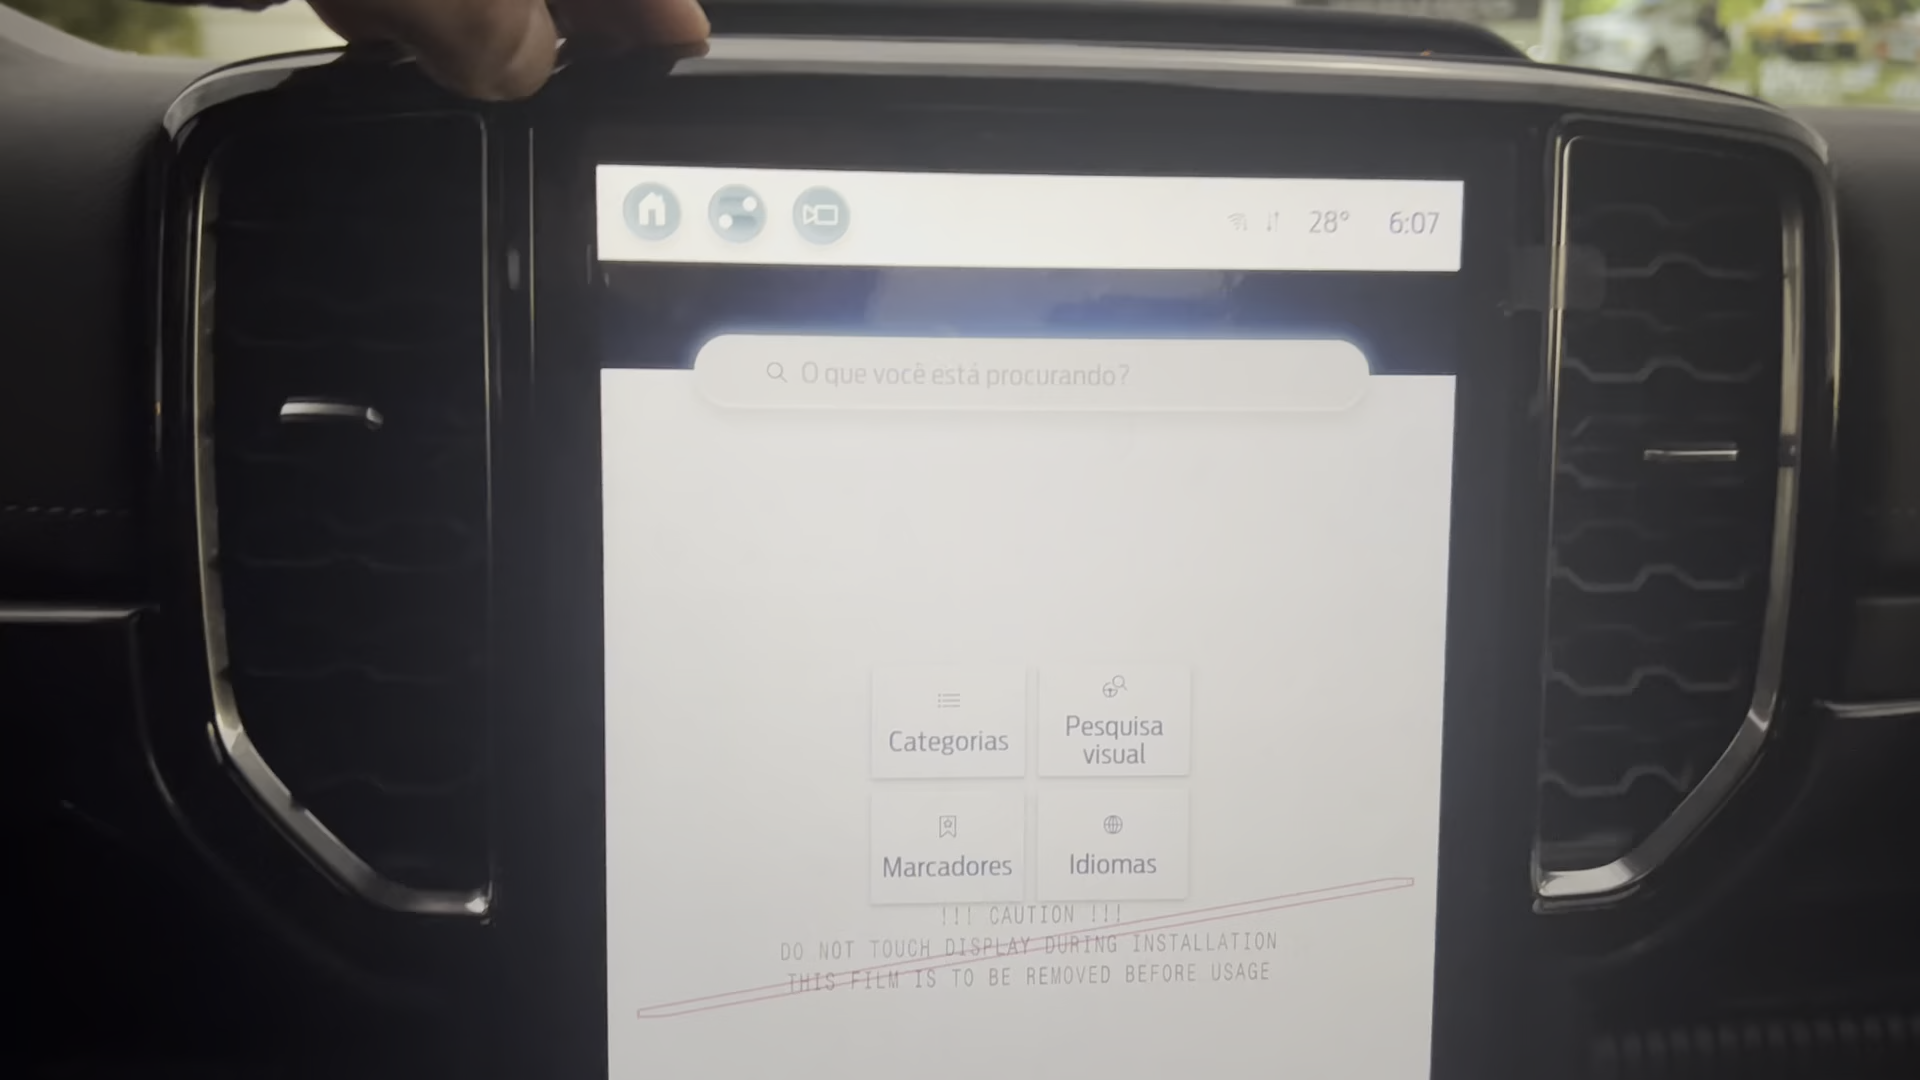 28° 6:07
O que você está procurando?
Categorias
Pesquisa
visual
Marcadores
Idiomas
!!! CAUTION !!!
DO NOT TOUCH DISPLAY DURING INSTALLATION
THIS FILM IS TO BE REMOVED BEFORE USAGE